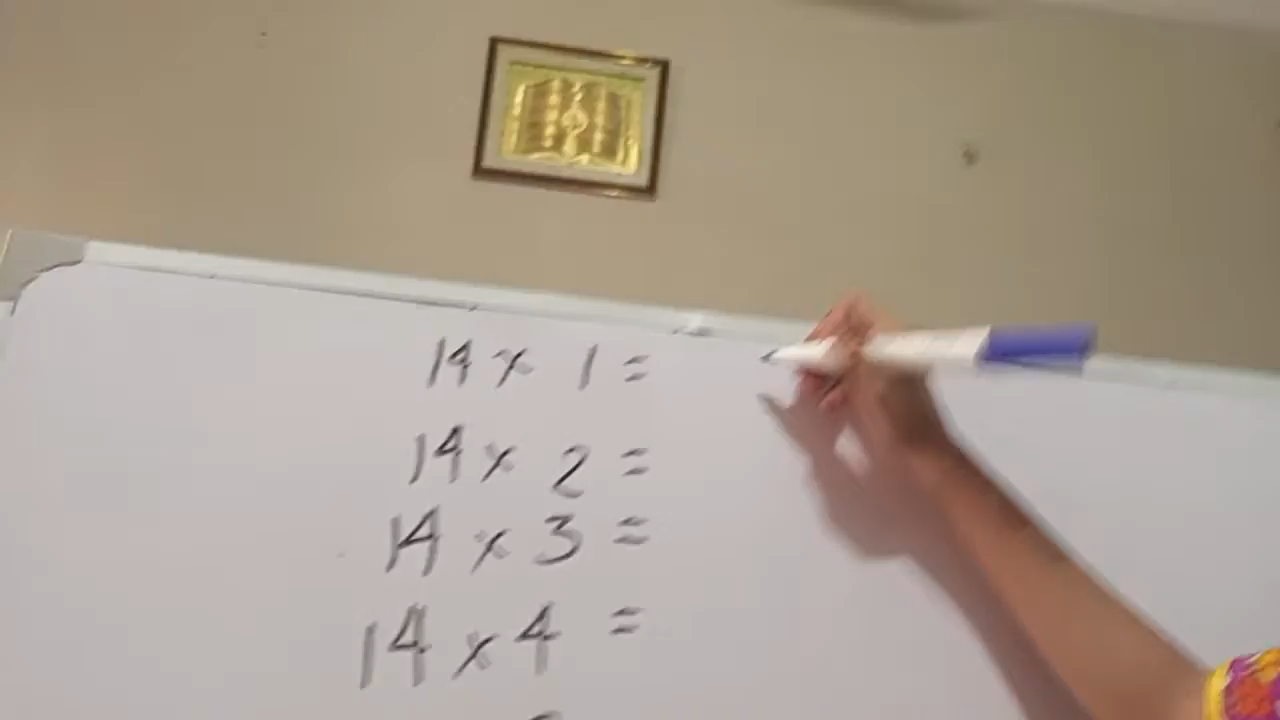 14 x 1 =
14 x 2 =
14 x 3 =
14 x 4 =